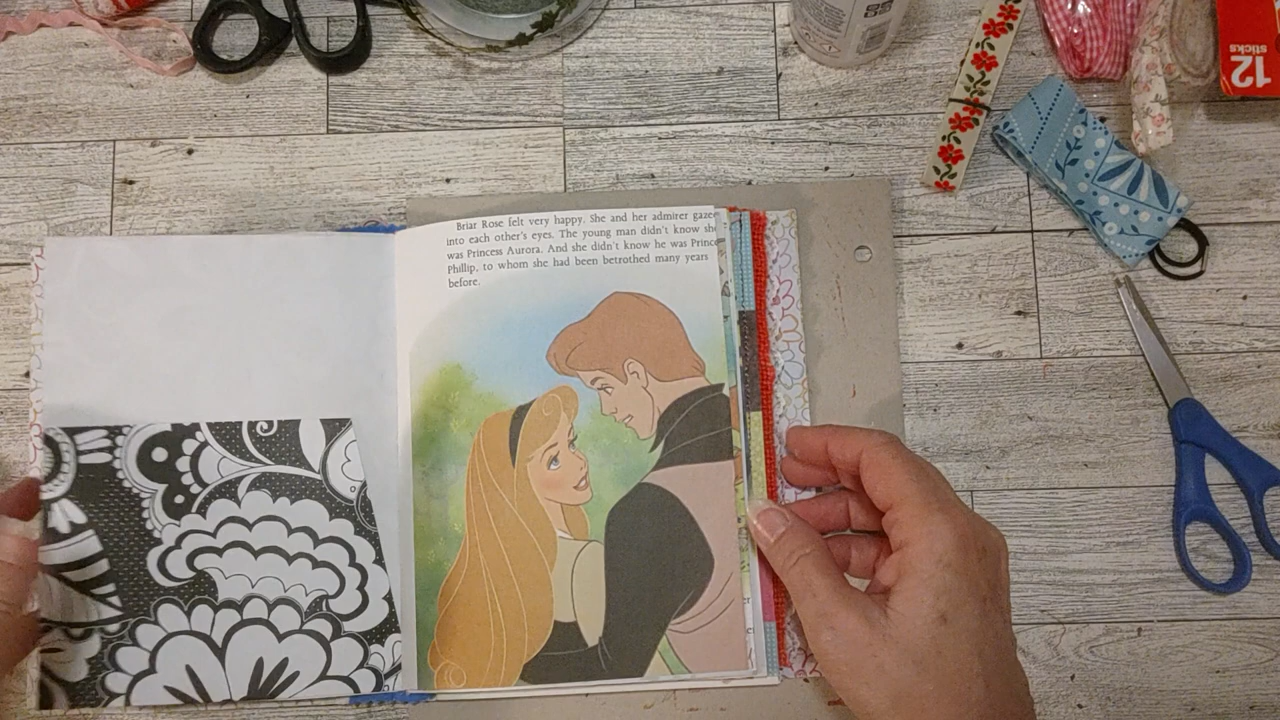 Briar Rose felt very happy. She and her admirer gazed
into each other's eyes. The young man didn't know she
was Princess Aurora. And she didn't know he was Prince
Phillip, to whom she had been betrothed many years
before.
12
sticks